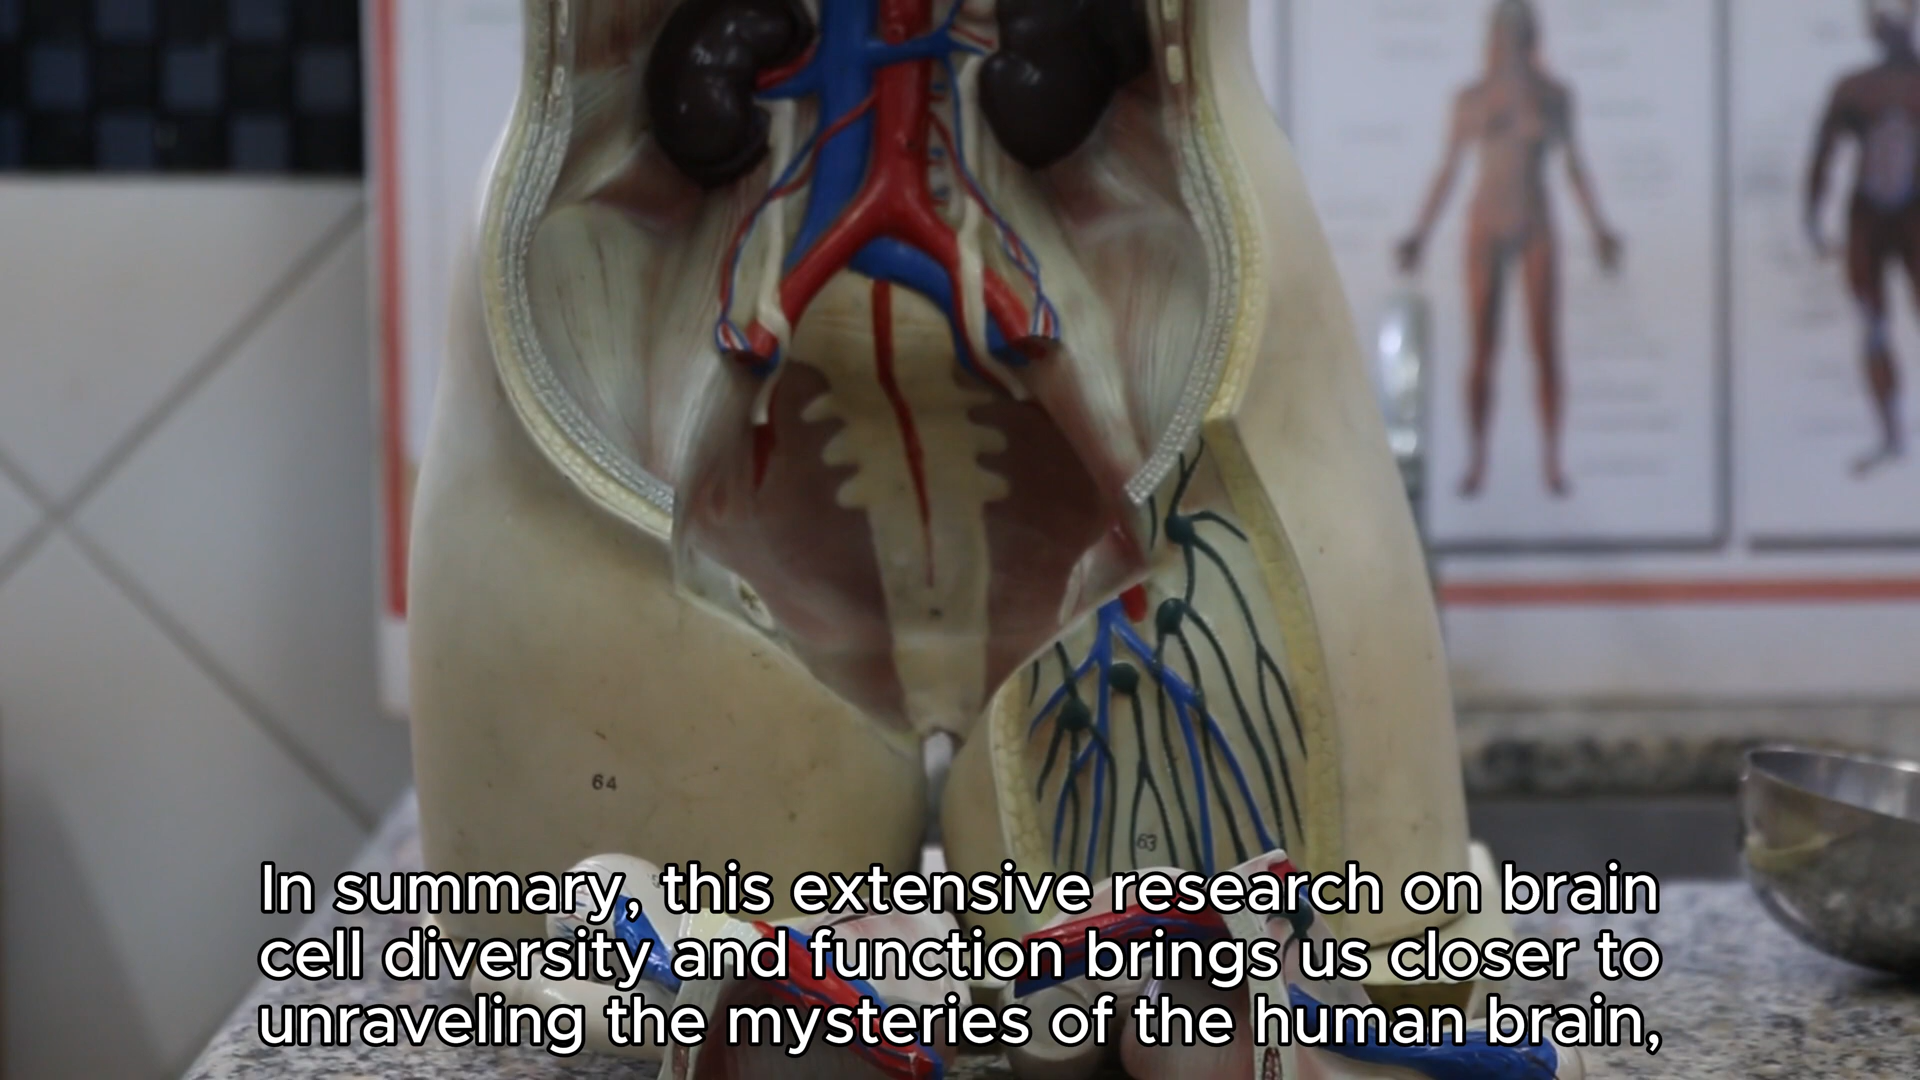 64
63
In summary, this extensive research on brain
cell diversity and function brings us closer to
unraveling the mysteries of the human brain,